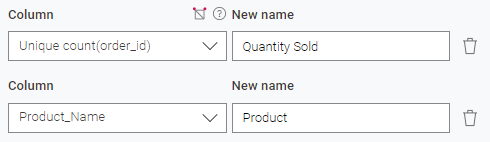 Column New name
Unique count(order_id) Quantity Sold
Column New name
Product_Name Product